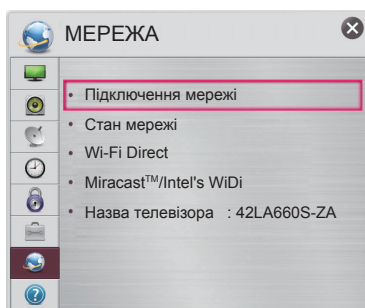 МЕРЕЖА
• Підключення мережі
• Стан мережі
• Wi-Fi Direct
• Miracast™/Intel's WiDi
• Назва телевізора : 42LA660S-ZA